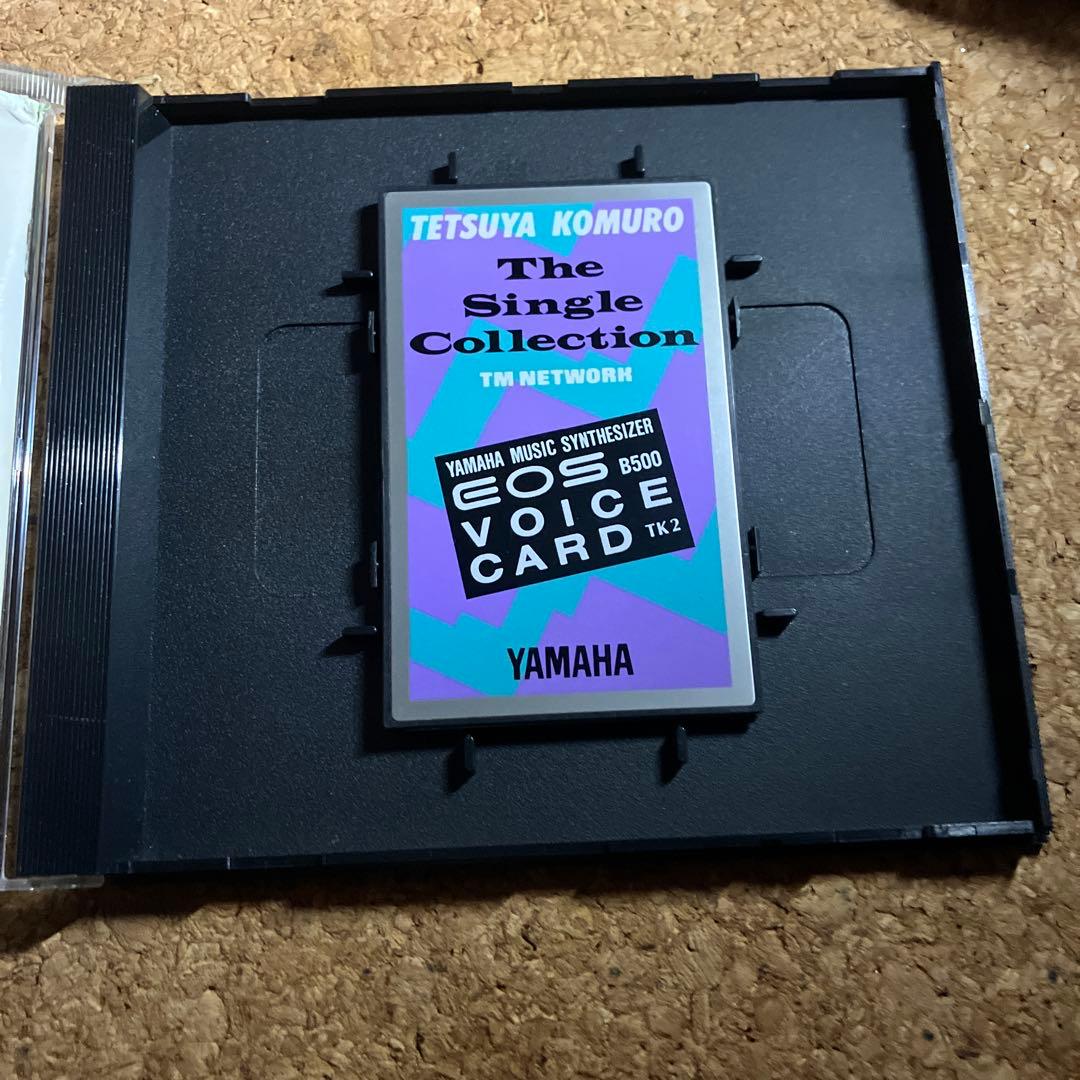 TETSUYA KOMURO
The
Single
Collection
TM NETWORK
YAMAHA MUSIC SYNTHESIZER
EOS B500
VOICE
CARD TK2
YAMAHA